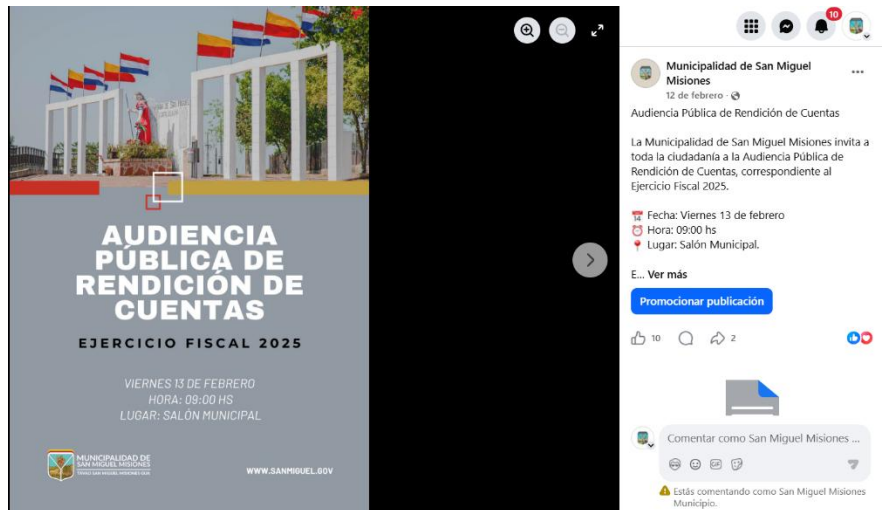 AUDIENCIA
PÚBLICA DE
RENDICIÓN DE
CUENTAS
EJERCICIO FISCAL 2025
VIERNES 13 DE FEBRERO
HORA: 09:00 HS
LUGAR: SALÓN MUNICIPAL
MUNICIPALIDAD DE
SAN MIGUEL MISIONES
WWW.SANMIGUEL.GOV
10
Municipalidad de San Miguel
Misiones
12 de febrero
Audiencia Pública de Rendición de Cuentas
La Municipalidad de San Miguel Misiones invita a
toda la ciudadanía a la Audiencia Pública de
Rendición de Cuentas, correspondiente al
Ejercicio Fiscal 2025.
Fecha: Viernes 13 de febrero
Hora: 09:00 hs
Lugar: Salón Municipal.
E... Ver más
Promocionar publicación
10
2
Comentar como San Miguel Misiones ...
GIF
Estás comentando como San Miguel Misiones
Municipio.